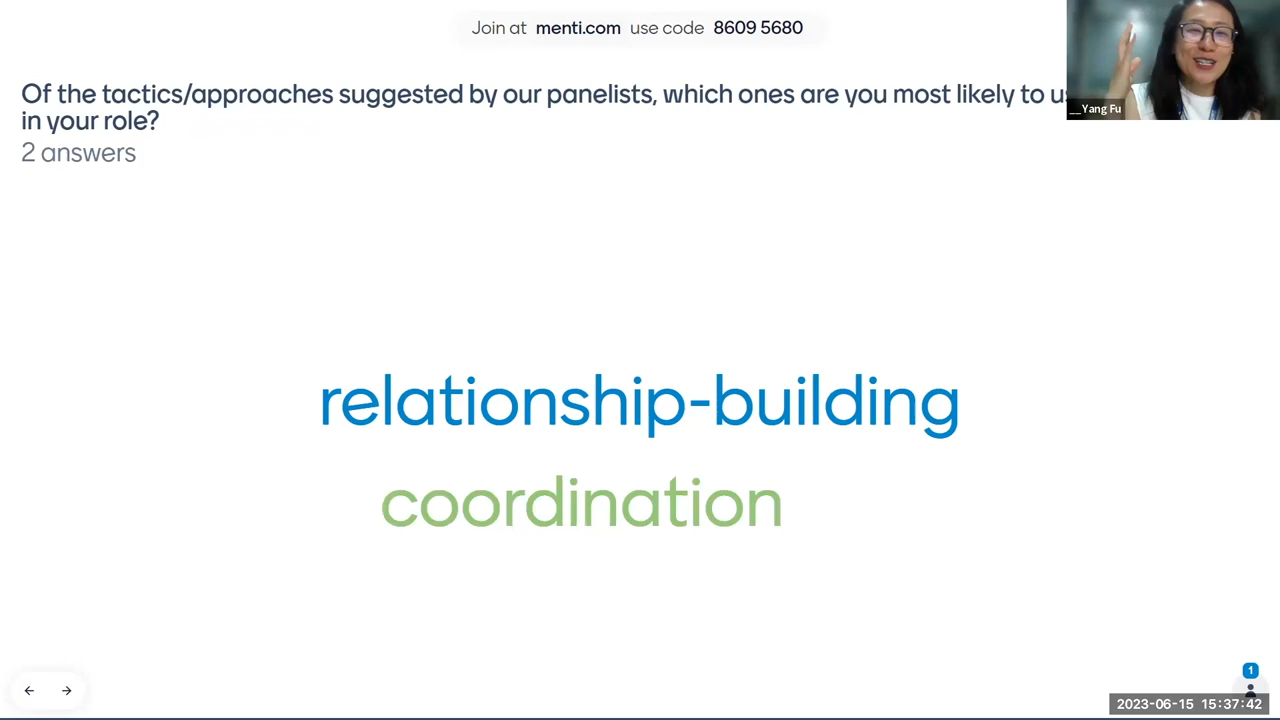 Join at menti.com use code 8609 5680
Of the tactics/approaches suggested by our panelists, which ones are you most likely to
in your role?
2 answers
__Yang Fu
relationship-building
coordination
1
2023-06-15 15:37:42